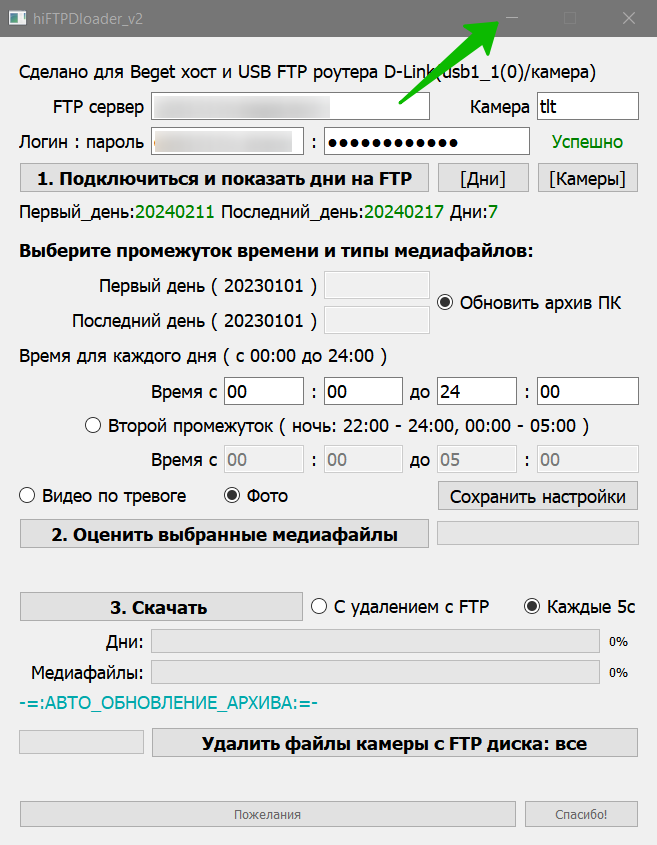 hiFTPDloader_v2
Сделано для Beget хост и USB FTP роутера D-Link(usb1_1(0)/камера)
FTP сервер Камера tlt
Логин : пароль : ●●●●●●●●●●●● Успешно
1. Подключиться и показать дни на FTP [Дни] [Камеры]
Первый_день:20240211 Последний_день:20240217 Дни:7
Выберите промежуток времени и типы медиафайлов:
Первый день ( 20230101 )
Обновить архив ПК
Последний день ( 20230101 )
Время для каждого дня ( с 00:00 до 24:00 )
Время с 00 : 00 до 24 : 00
Второй промежуток ( ночь: 22:00 - 24:00, 00:00 - 05:00 )
Время с 00 : 00 до 05 : 00
Видео по тревоге Фото Сохранить настройки
2. Оценить выбранные медиафайлы
3. Скачать С удалением с FTP Каждые 5с
Дни: 0%
Медиафайлы: 0%
-=:АВТО_ОБНОВЛЕНИЕ_АРХИВА:=-
Удалить файлы камеры с FTP диска: все
Пожелания Спасибо!